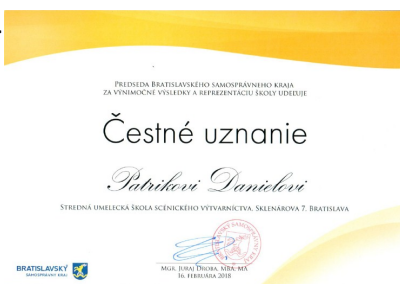 PREDSEDA BRATISLAVSKÉHO SAMOSPRÁVNEHO KRAJA
ZA VÝNIMOČNÉ VÝSLEDKY A REPREZENTÁCIU ŠKOLY UDEĽUJE
Čestné uznanie
Patrikovi Danielovi
STREDNÁ UMELECKÁ ŠKOLA SCÉNICKÉHO VÝTVARNÍCTVA, SKLENÁROVA 7, BRATISLAVA
MGR. JURAJ DROBA, MBA, MA
16. FEBRUÁRA 2018
BRATISLAVSKÝ
SAMOSPRÁVNY KRAJ